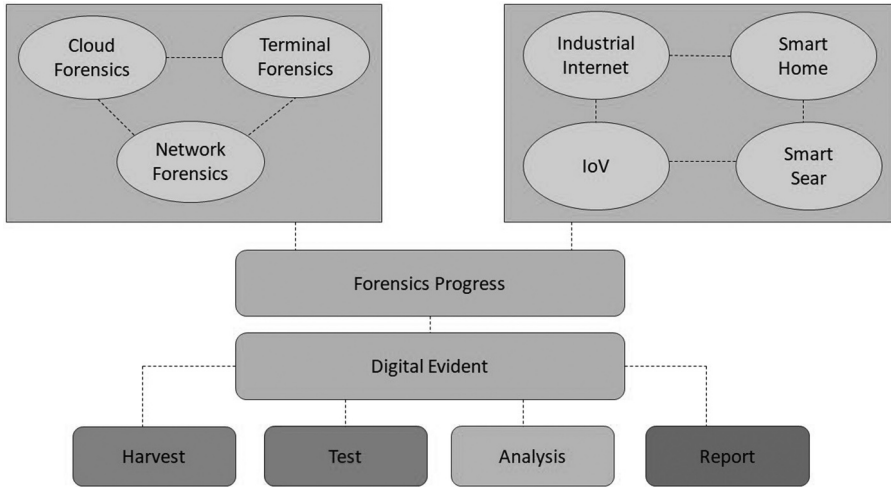 Cloud
Forensics
Terminal
Forensics
Network
Forensics
Industrial
Internet
Smart
Home
IoV
Smart
Sear
Forensics Progress
Digital Evident
Harvest
Test
Analysis
Report